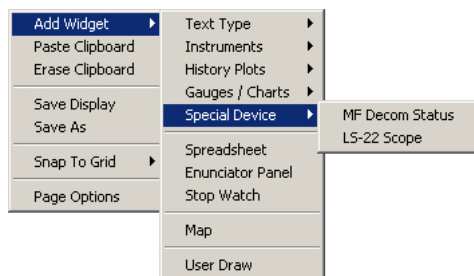 Add Widget
Paste Clipboard
Erase Clipboard
Save Display
Save As
Snap To Grid
Page Options
Text Type
Instruments
History Plots
Gauges / Charts
Special Device
Spreadsheet
Enunciator Panel
Stop Watch
Map
User Draw
MF Decom Status
LS-22 Scope